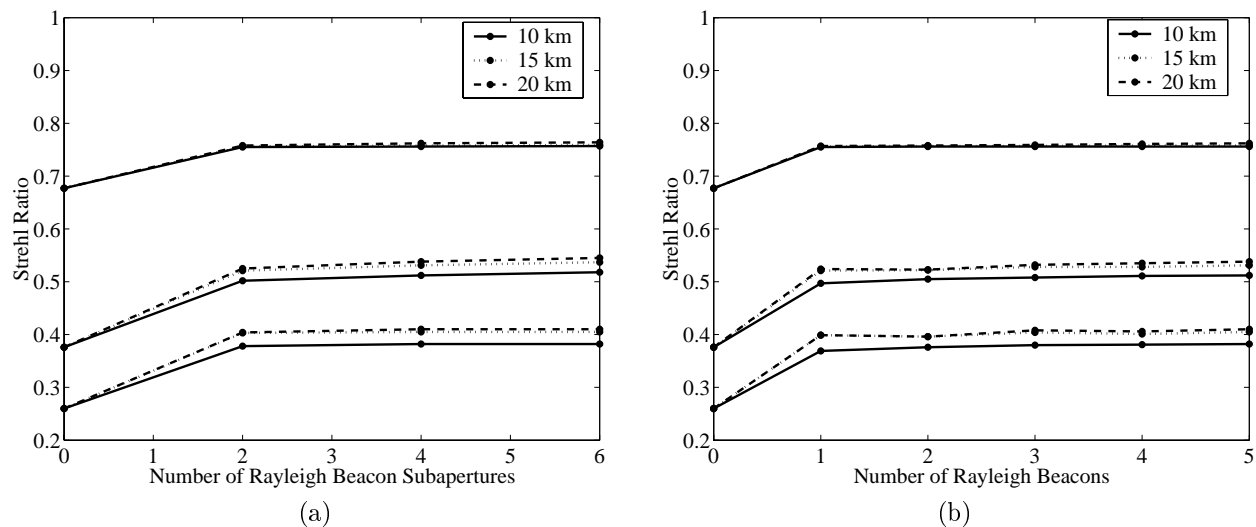 1
0.9
0.8
0.7
0.6
0.5
0.4
0.3
0.2
Strehl Ratio
10 km
15 km
20 km
0 1 2 3 4 5 6
Number of Rayleigh Beacon Subapertures
(a)
1
0.9
0.8
0.7
0.6
0.5
0.4
0.3
0.2
Strehl Ratio
10 km
15 km
20 km
0 1 2 3 4 5
Number of Rayleigh Beacons
(b)